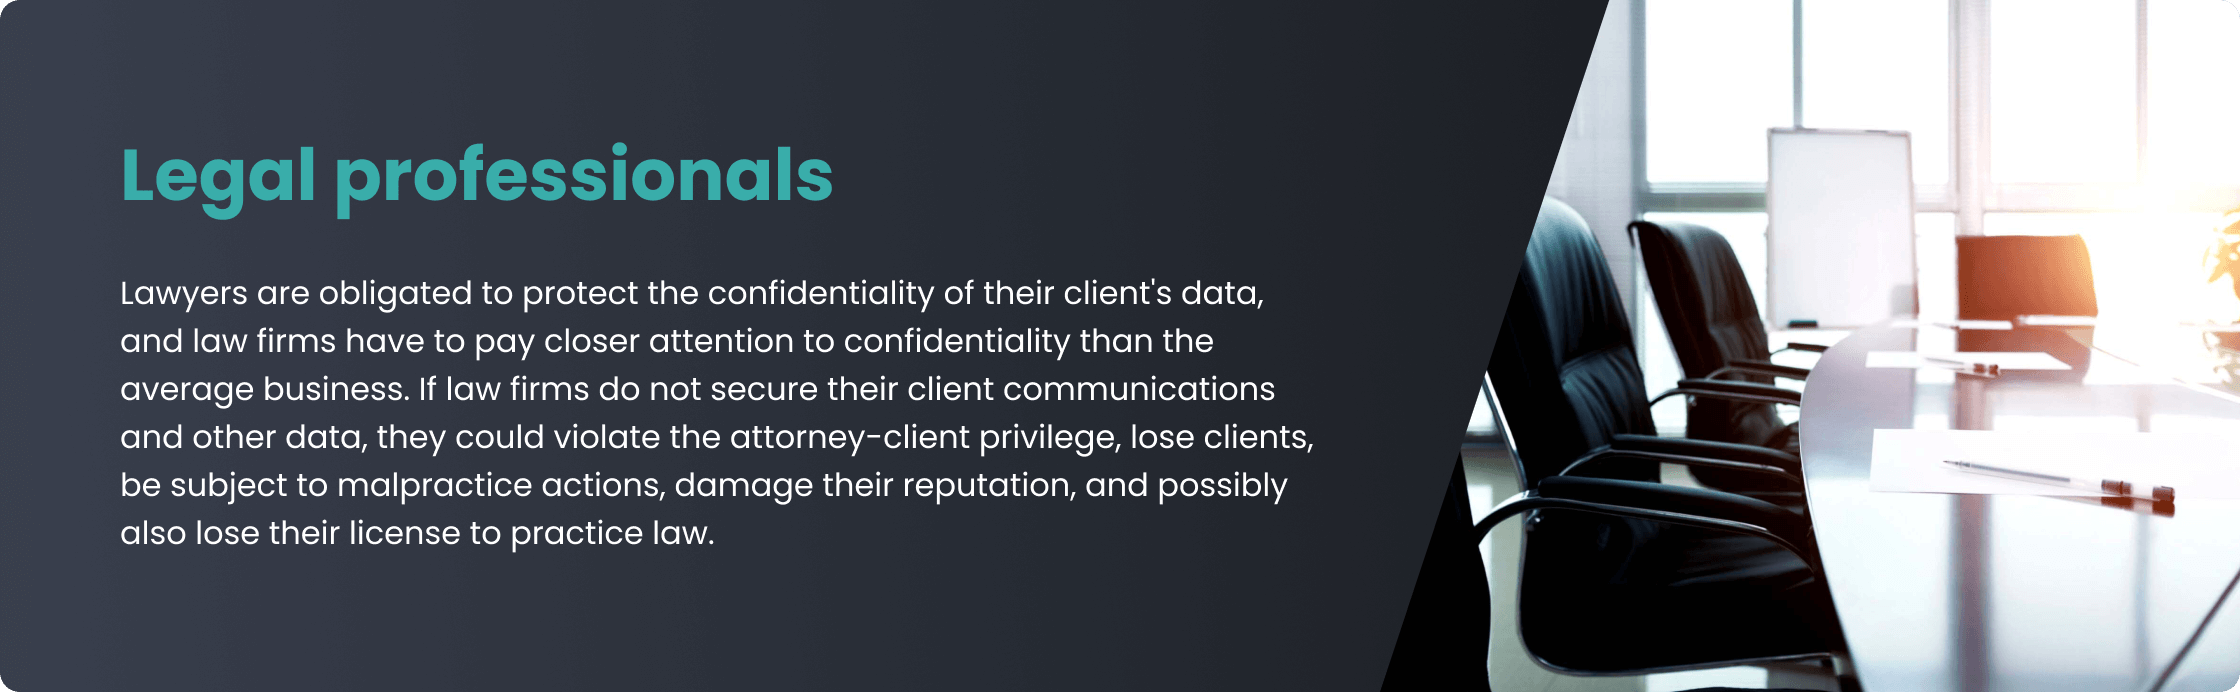 Legal professionals
Lawyers are obligated to protect the confidentiality of their client's data,
and law firms have to pay closer attention to confidentiality than the
average business. If law firms do not secure their client communications
and other data, they could violate the attorney-client privilege, lose clients,
be subject to malpractice actions, damage their reputation, and possibly
also lose their license to practice law.